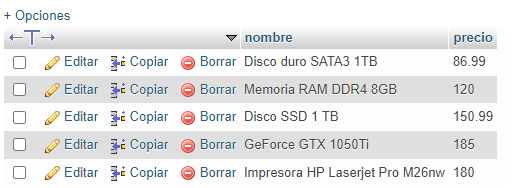 + Opciones
nombre precio
Editar Copiar Borrar Disco duro SATA3 1TB 86.99
Editar Copiar Borrar Memoria RAM DDR4 8GB 120
Editar Copiar Borrar Disco SSD 1 TB 150.99
Editar Copiar Borrar GeForce GTX 1050Ti 185
Editar Copiar Borrar Impresora HP Laserjet Pro M26nw 180